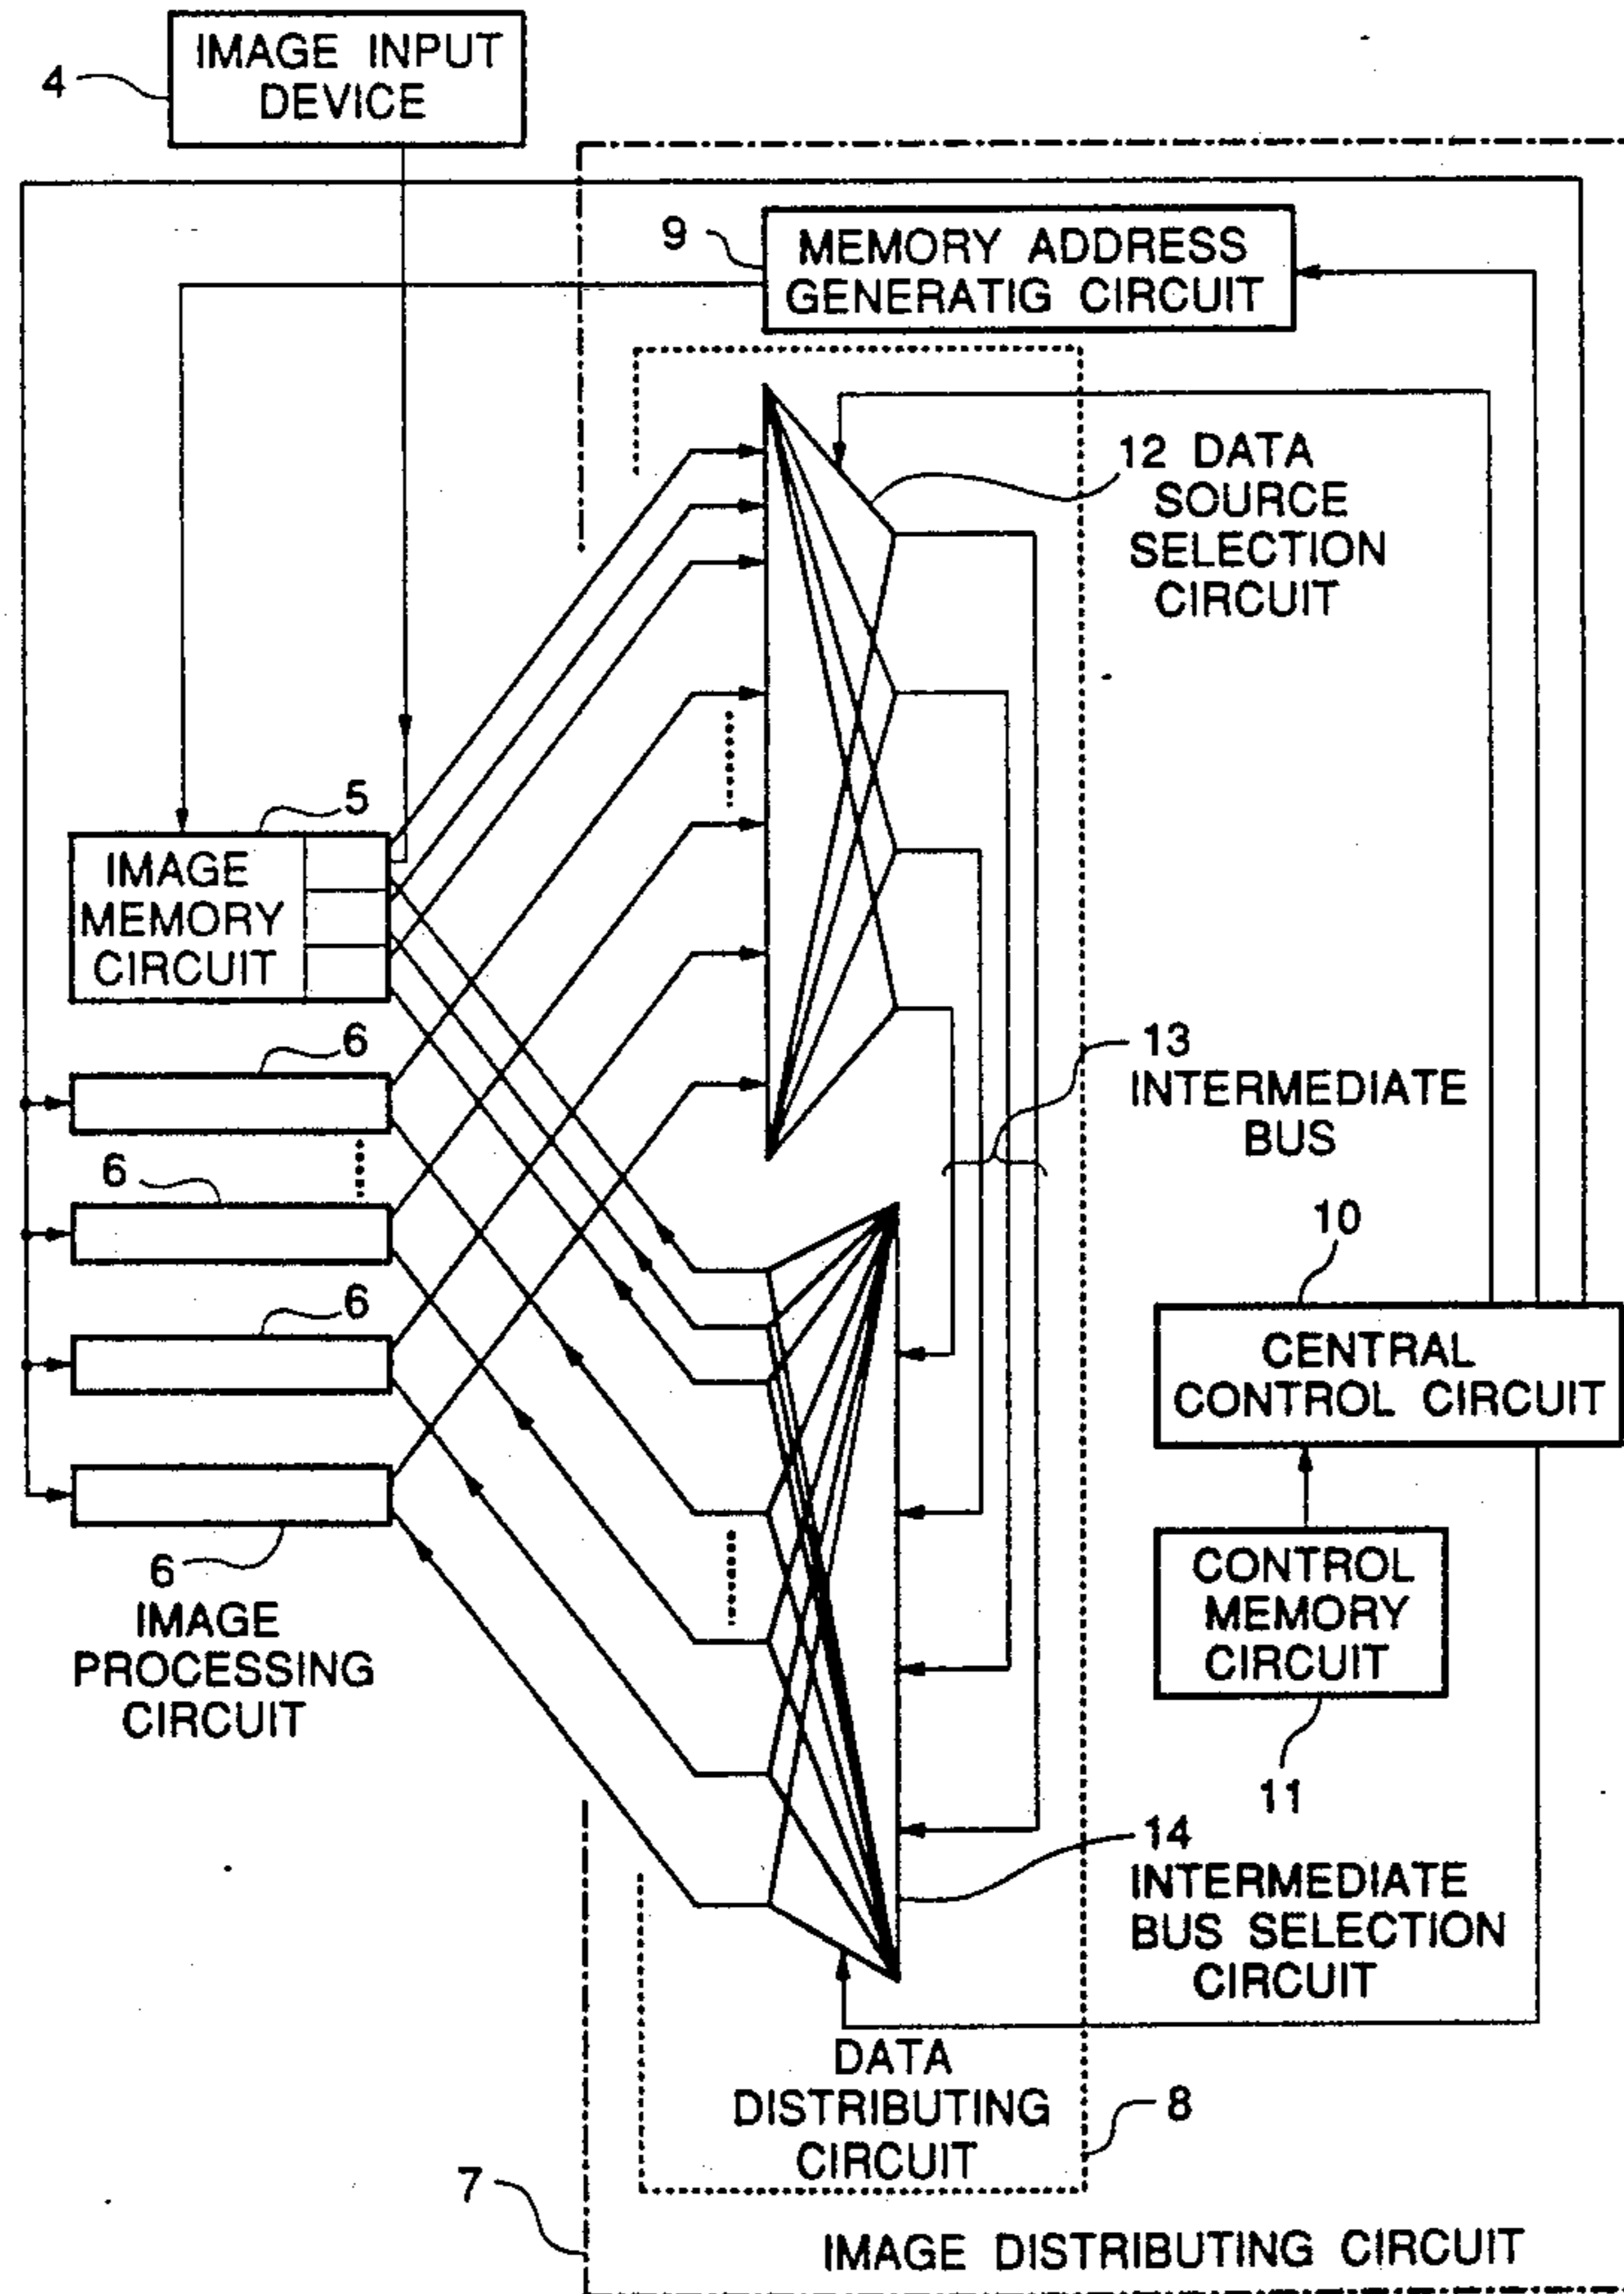 IMAGE INPUT
DEVICE
4
9
MEMORY ADDRESS
GENERATIG CIRCUIT
12 DATA
SOURCE
SELECTION
CIRCUIT
5
IMAGE
MEMORY
CIRCUIT
6
13
INTERMEDIATE
BUS
6
10
6
CENTRAL
CONTROL CIRCUIT
6
IMAGE
PROCESSING
CIRCUIT
CONTROL
MEMORY
CIRCUIT
11
14
INTERMEDIATE
BUS SELECTION
CIRCUIT
DATA
DISTRIBUTING
CIRCUIT
8
7
IMAGE DISTRIBUTING CIRCUIT